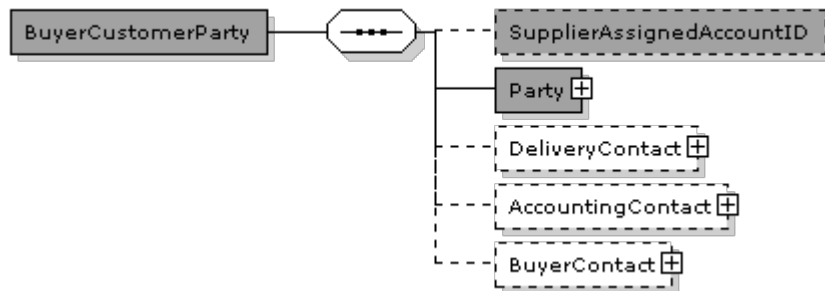 BuyerCustomerParty
SupplierAssignedAccountID
Party
DeliveryContact
AccountingContact
BuyerContact